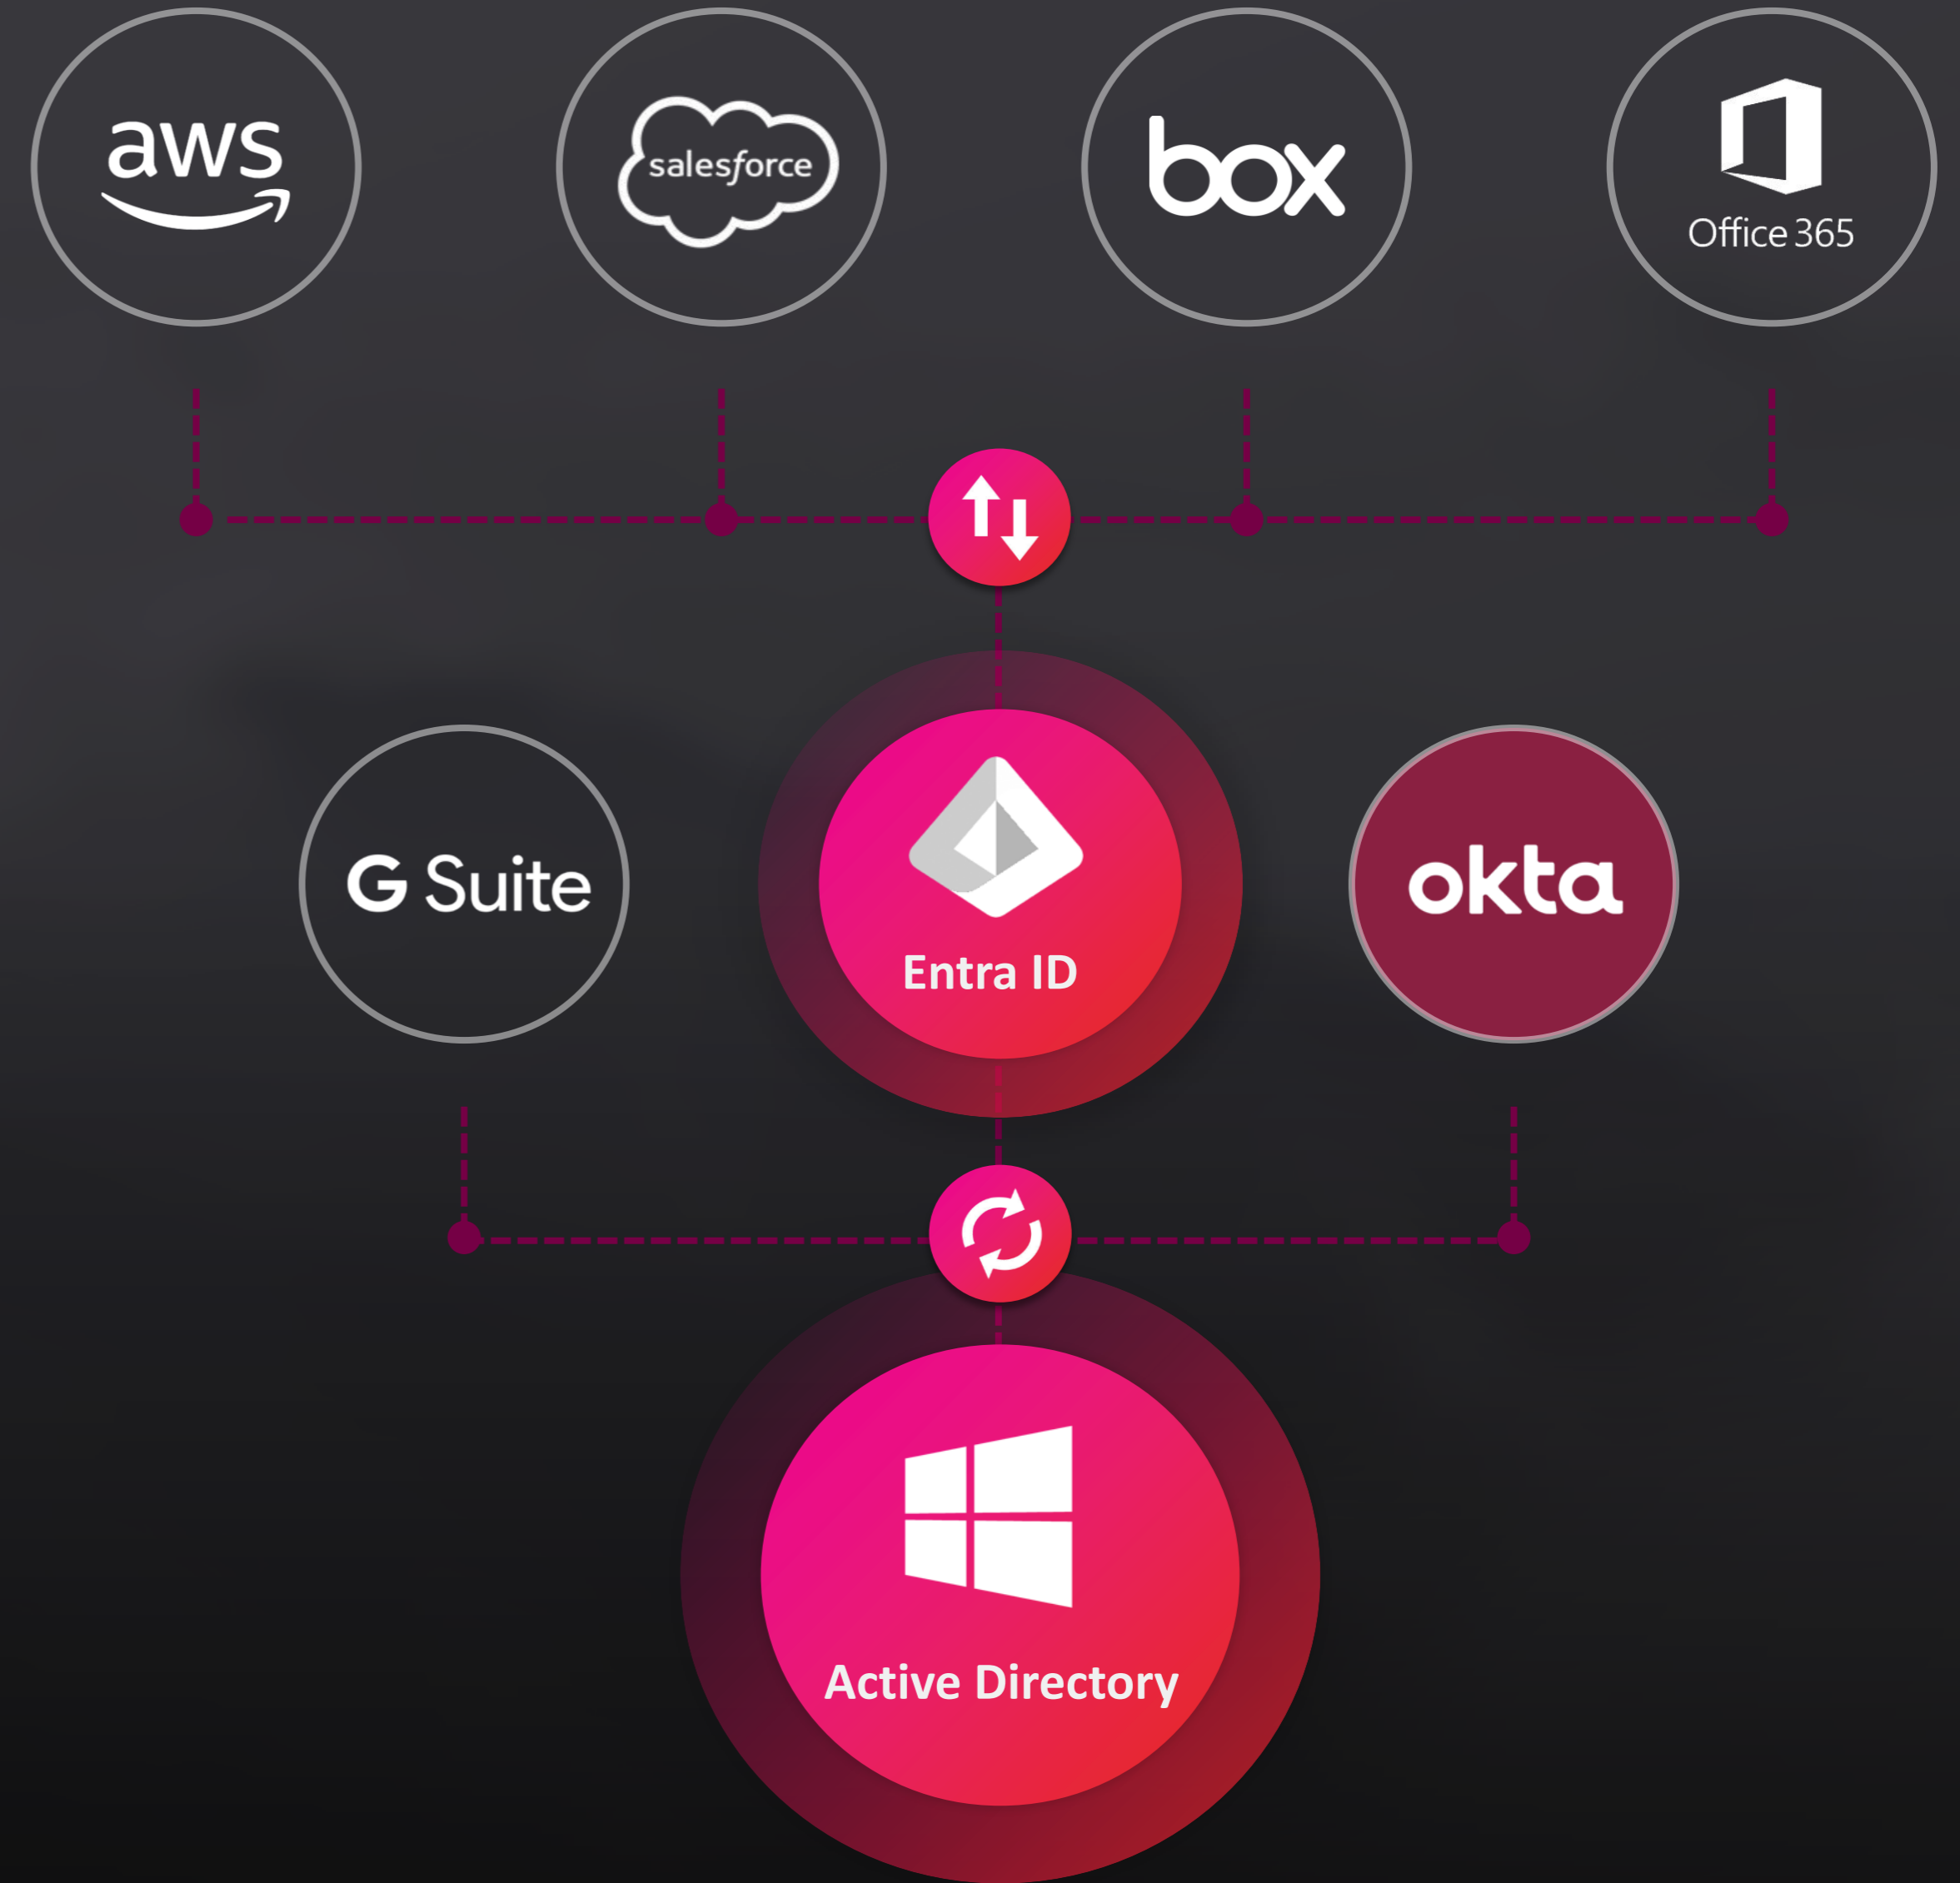 aws
salesforce
box
Office 365
G Suite
Entra ID
okta
Active Directory